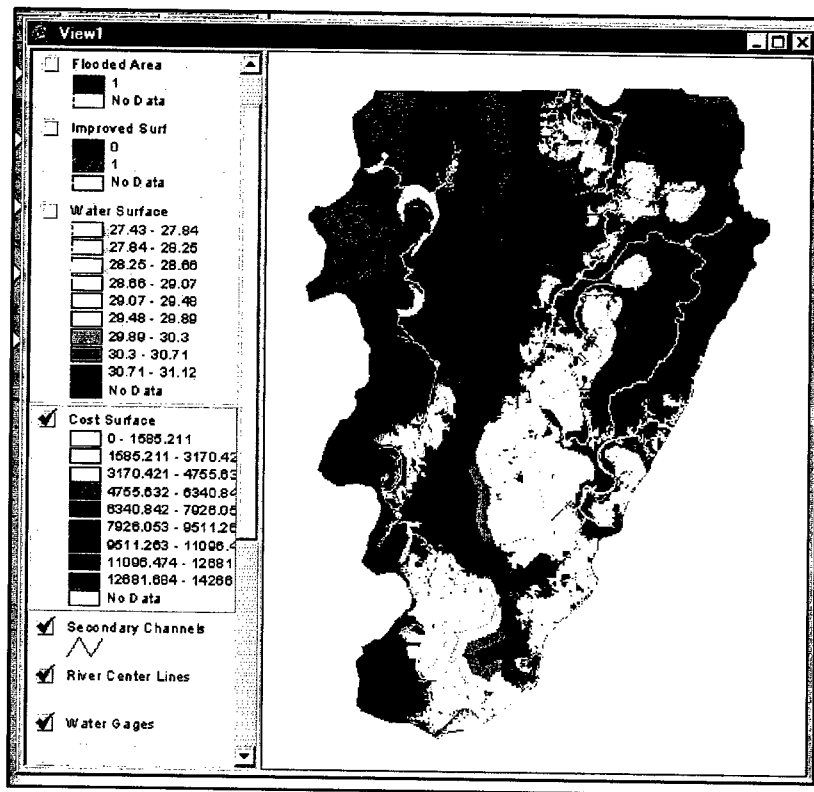 View1
Flooded Area
1
No Data
Improved Surf
0
1
No Data
Water Surface
27.43 - 27.84
27.84 - 28.25
28.25 - 28.66
28.66 - 29.07
29.07 - 29.48
29.48 - 29.89
29.89 - 30.3
30.3 - 30.71
30.71 - 31.12
No Data
Cost Surface
0 - 1585.211
1585.211 - 3170.42
3170.421 - 4755.63
4755.632 - 6340.84
6340.842 - 7926.05
7926.053 - 9511.26
9511.263 - 11096.4
11096.474 - 12681
12681.684 - 14266
No Data
Secondary Channels
River Center Lines
Water Gages